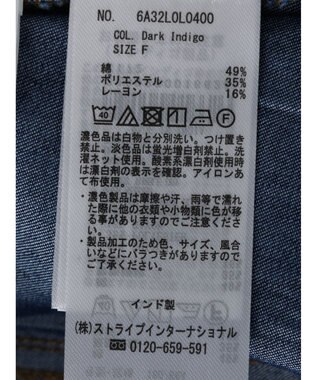 NO. 6A32L0L0400
COL. Dark Indigo
SIZE F
綿 49%
ポリエステル 35%
レーヨン 16%
40
濃色品は白物と分別洗い。つけ置き
禁止。淡色品は蛍光増白剤禁止。洗
濯ネット使用。酸素系漂白剤使用時
は漂白剤の表示を確認。アイロンあ
て布使用。
・濃色製品は摩擦や汗、雨等で濡れ
た際に他の衣類や小物類に色が移
る事がありますのでご注意くださ
い。
・製品加工のため色、サイズ、風合
いなどにバラつきがありますので
ご了承ください。
インド製
(株)ストライプインターナショナル
0120-659-591